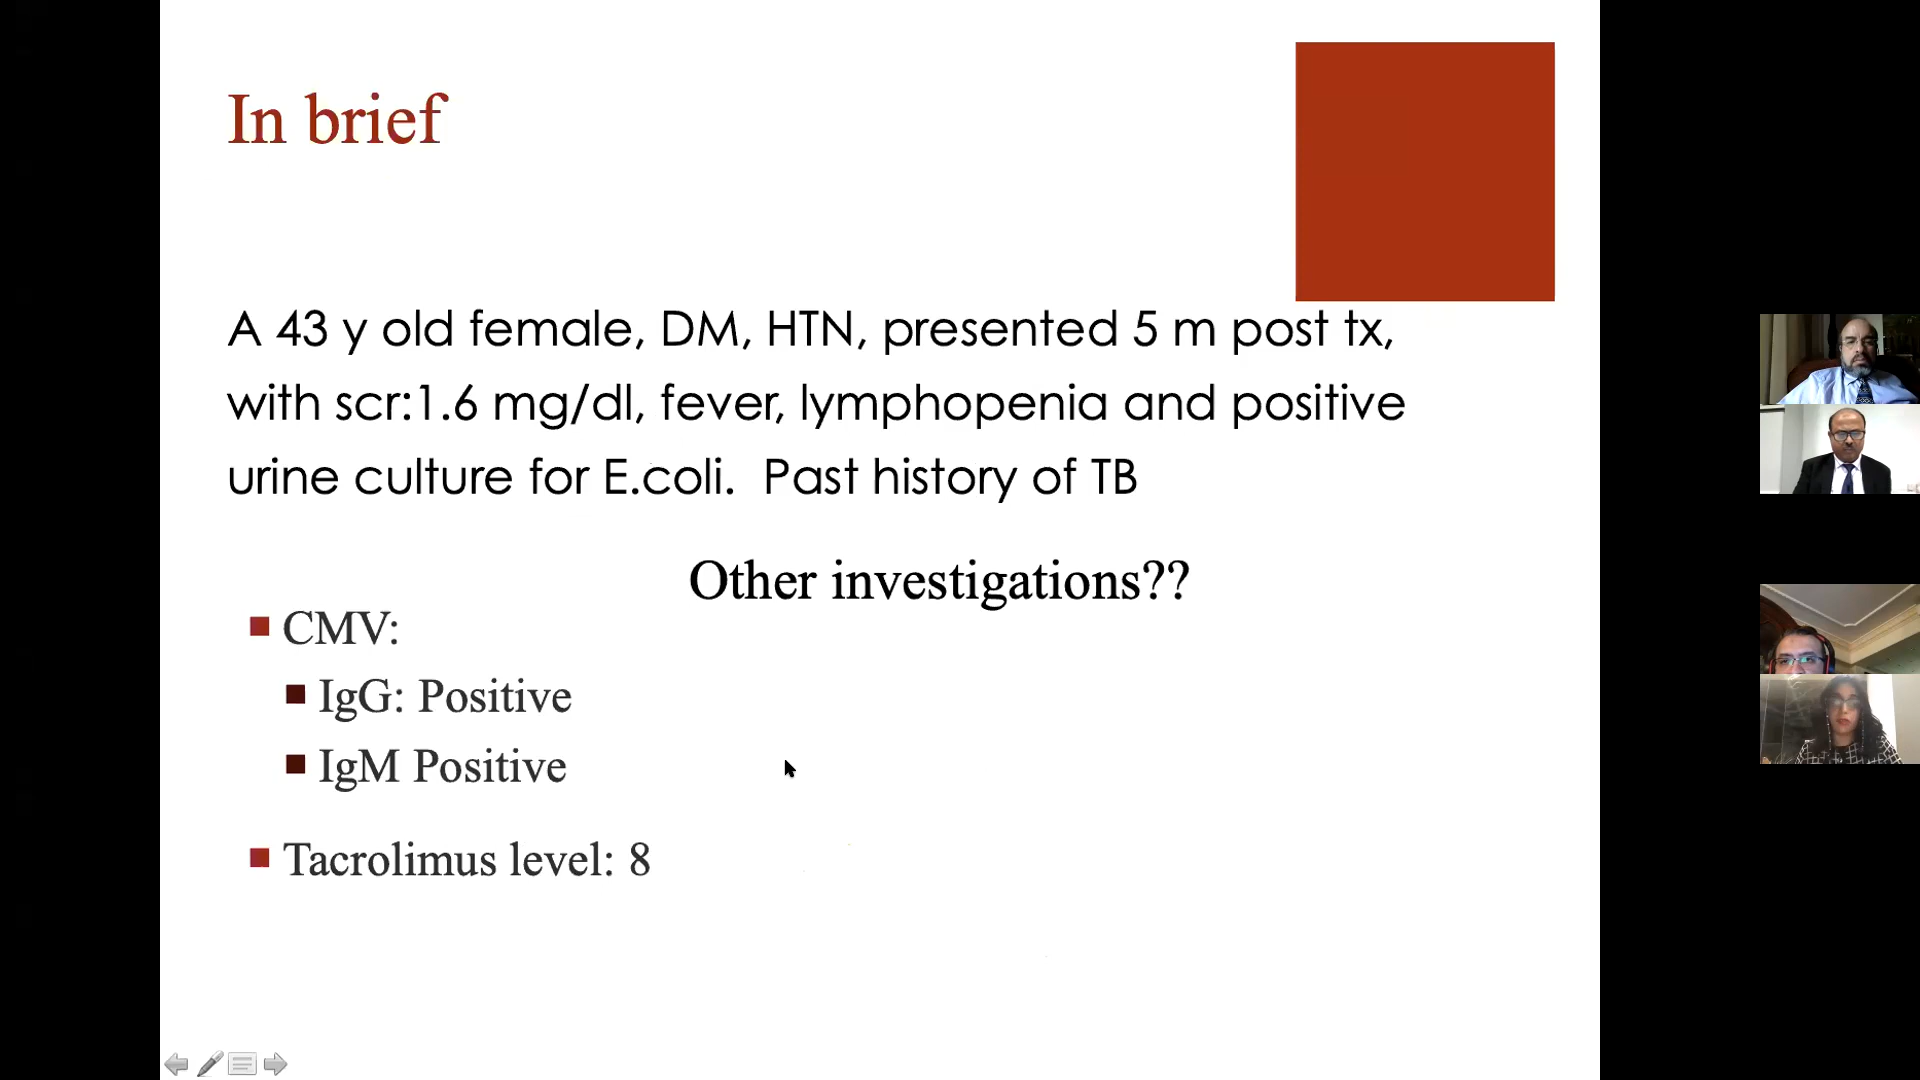 In brief
A 43 y old female, DM, HTN, presented 5 m post tx,
with scr:1.6 mg/dl, fever, lymphopenia and positive
urine culture for E.coli.  Past history of TB
Other investigations??
CMV:
IgG: Positive
IgM Positive
Tacrolimus level: 8